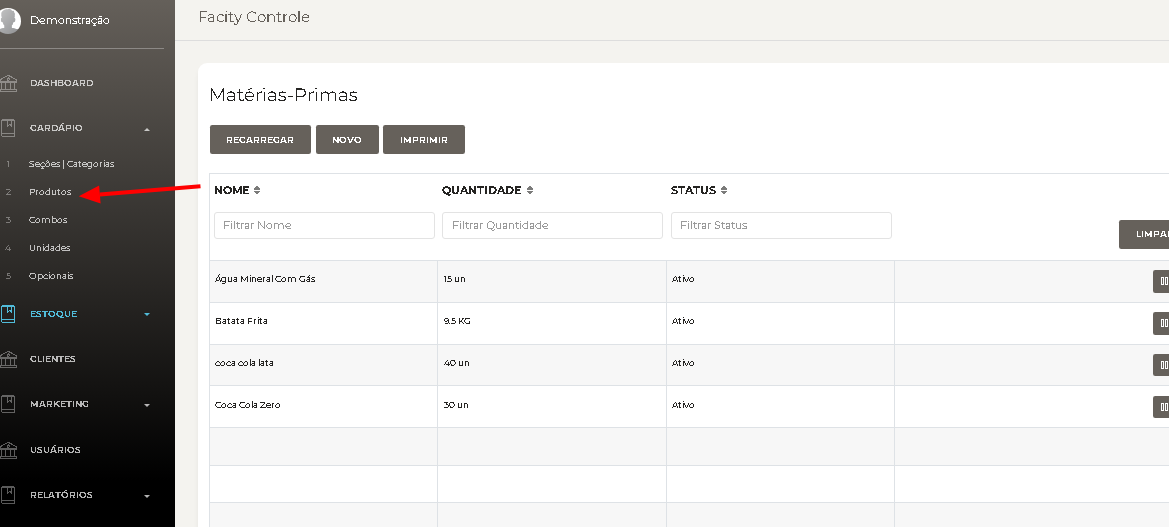 Demonstração
Facity Controle
DASHBOARD
CARDÁPIO
1 Seções | Categorias
2 Produtos
3 Combos
4 Unidades
5 Opcionais
ESTOQUE
CLIENTES
MARKETING
USUÁRIOS
RELATÓRIOS
Matérias-Primas
RECARREGAR NOVO IMPRIMIR
NOME QUANTIDADE STATUS
Filtrar Nome Filtrar Quantidade Filtrar Status
Água Mineral Com Gás 15 un Ativo
Batata Frita 9.5 KG Ativo
coca cola lata 40 un Ativo
Coca Cola Zero 30 un Ativo